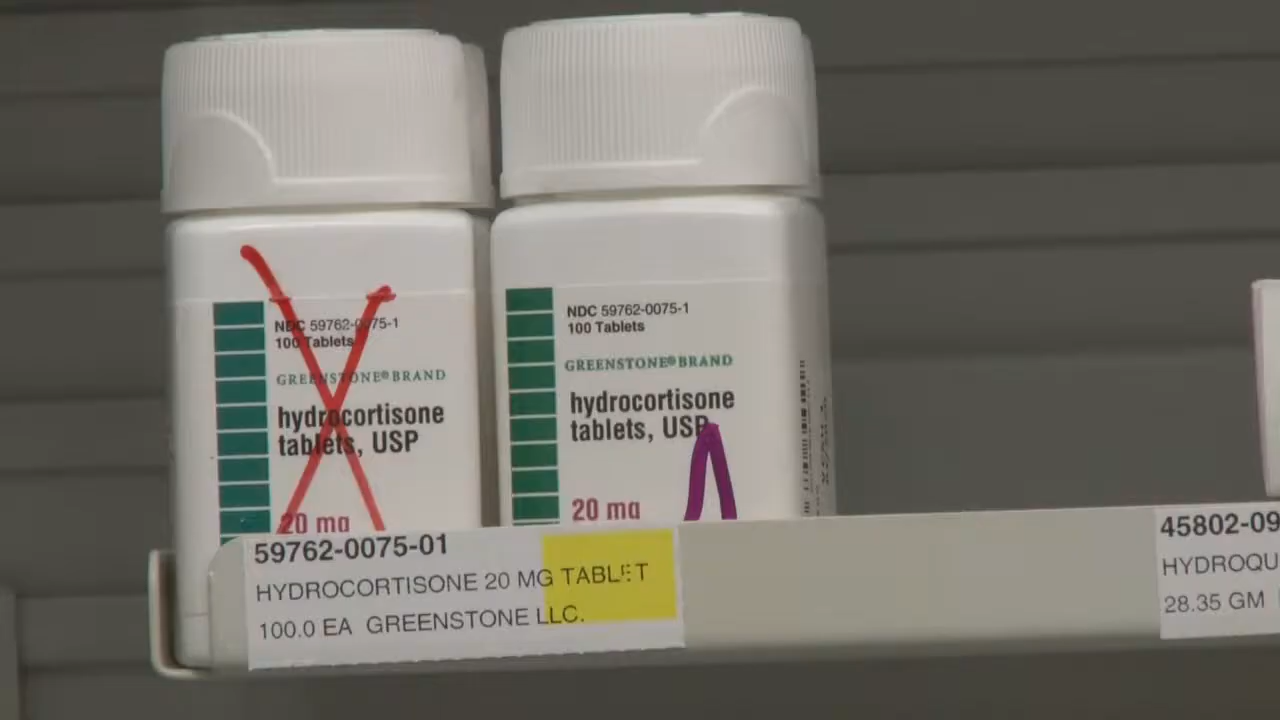 NDC 59762-0075-1
100 Tablets
GREENSTONE® BRAND
hydrocortisone
tablets, USP
20 mg
NDC 59762-0075-1
100 Tablets
GREENSTONE® BRAND
hydrocortisone
tablets, USP
20 mg
59762-0075-01
HYDROCORTISONE 20 MG TABLET
100.0 EA GREENSTONE LLC.
45802-09
HYDROQU
28.35 GM